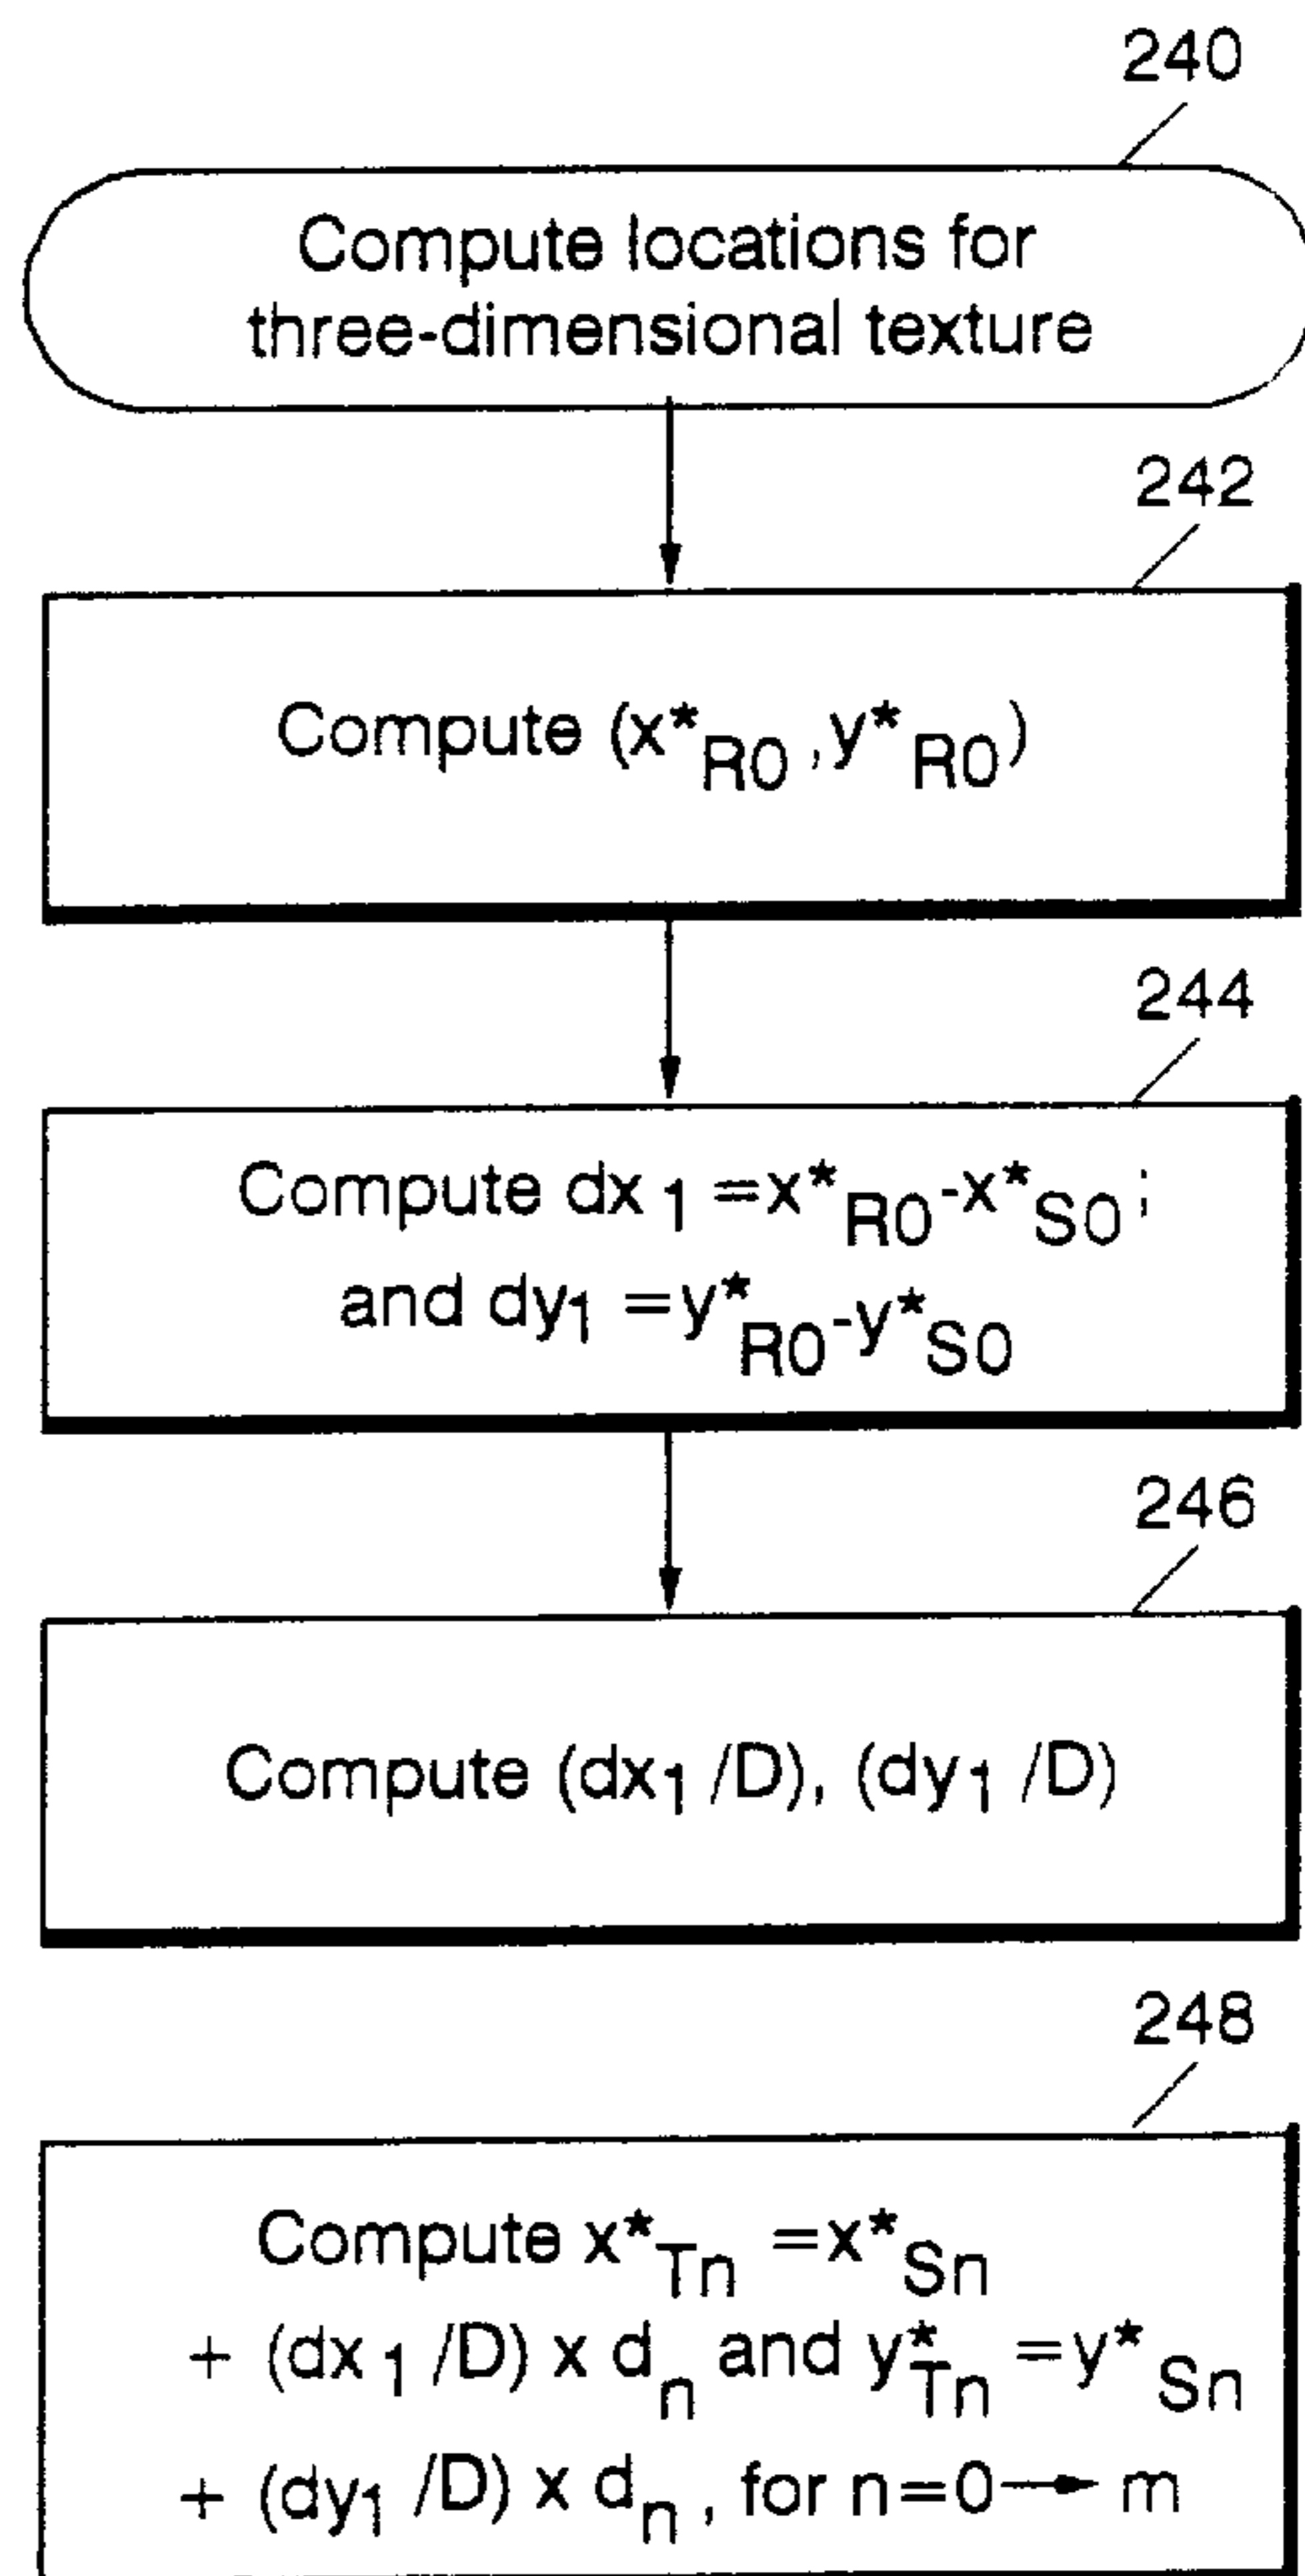 240
Compute locations for
three-dimensional texture
242
Compute (x*R0 ,y*R0)
244
Compute dx1 =x*R0-x*S0;
and dy1 =y*R0-y*S0
246
Compute (dx1 /D), (dy1 /D)
248
Compute x*Tn =x*Sn
+ (dx1 /D) x dn and y*Tn =y*Sn
+ (dy1 /D) x dn, for n=0→ m